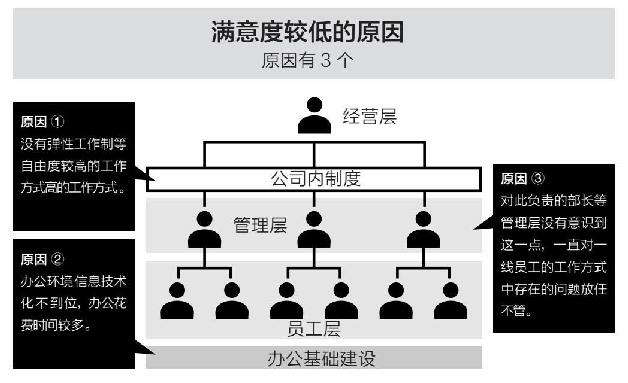 满意度较低的原因
原因有 3 个
原因 ①
没有弹性工作制等
自由度较高的工作
方式高的工作方式。
经营层
公司内制度
管理层
原因 ③
对此负责的部长等
管理层没有意识到
这一点，一直对一
线员工的工作方式
中存在的问题放任
不管。
原因 ②
办公环境信息技术
化不到位，办公花
费时间较多。
员工层
办公基础建设